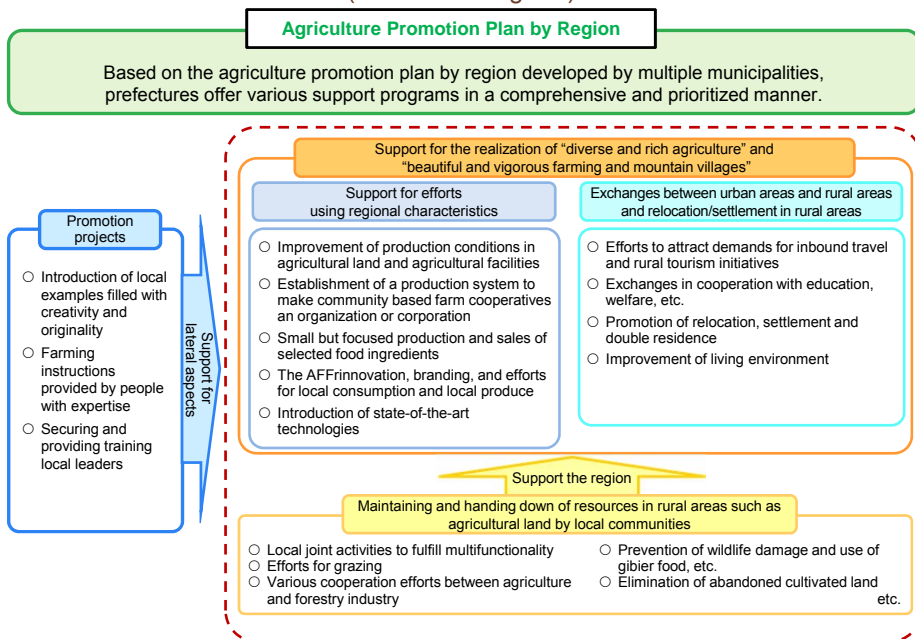 Agriculture Promotion Plan by Region
Based on the agriculture promotion plan by region developed by multiple municipalities,
prefectures offer various support programs in a comprehensive and prioritized manner.
Promotion
projects
○ Introduction of local
examples filled with
creativity and
originality
○ Farming
instructions
provided by people
with expertise
○ Securing and
providing training
local leaders
Support for
lateral aspects
Support for the realization of “diverse and rich agriculture” and
“beautiful and vigorous farming and mountain villages”
Support for efforts
using regional characteristics
○ Improvement of production conditions in
agricultural land and agricultural facilities
○ Establishment of a production system to
make community based farm cooperatives
an organization or corporation
○ Small but focused production and sales of
selected food ingredients
○ The AFFrinnovation, branding, and efforts
for local consumption and local produce
○ Introduction of state-of-the-art
technologies
Exchanges between urban areas and rural areas
and relocation/settlement in rural areas
○ Efforts to attract demands for inbound travel
and rural tourism initiatives
○ Exchanges in cooperation with education,
welfare, etc.
○ Promotion of relocation, settlement and
double residence
○ Improvement of living environment
Support the region
Maintaining and handing down of resources in rural areas such as
agricultural land by local communities
○ Local joint activities to fulfill multifunctionality
○ Efforts for grazing
○ Various cooperation efforts between agriculture
and forestry industry
○ Prevention of wildlife damage and use of
gibier food, etc.
○ Elimination of abandoned cultivated land
etc.